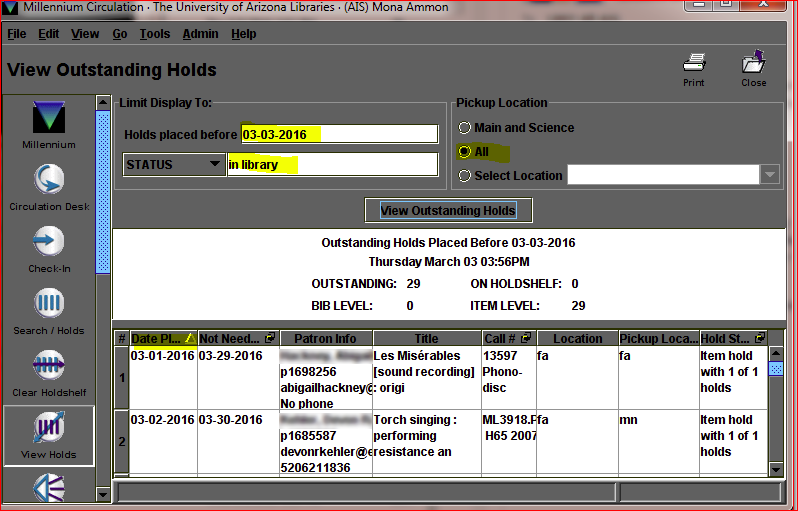 Millennium Circulation · The University of Arizona Libraries · (AIS) Mona Ammon
File Edit View Go Tools Admin Help
View Outstanding Holds
Print Close
Limit Display To:
Holds placed before 03-03-2016
STATUS in library
Pickup Location
Main and Science
All
Select Location
View Outstanding Holds
Millennium
Circulation Desk
Check-In
Search / Holds
Clear Holdshelf
View Holds
Outstanding Holds Placed Before 03-03-2016
Thursday March 03 03:56PM
OUTSTANDING: 29 ON HOLDSHELF: 0
BIB LEVEL: 0 ITEM LEVEL: 29
# Date Pl... Not Need... Patron Info Title Call # Location Pickup Loca... Hold St...
1 03-01-2016 03-29-2016 Les Misérables 13597 fa fa Item hold
p1698256 [sound recording] Phono- with 1 of 1
abigailhackney@ : origi disc holds
No phone
2 03-02-2016 03-30-2016 Torch singing : ML3918.P fa mn Item hold
p1685587 performing H65 2007 with 1 of 1
devonrkehler@e resistance an holds
5206211836